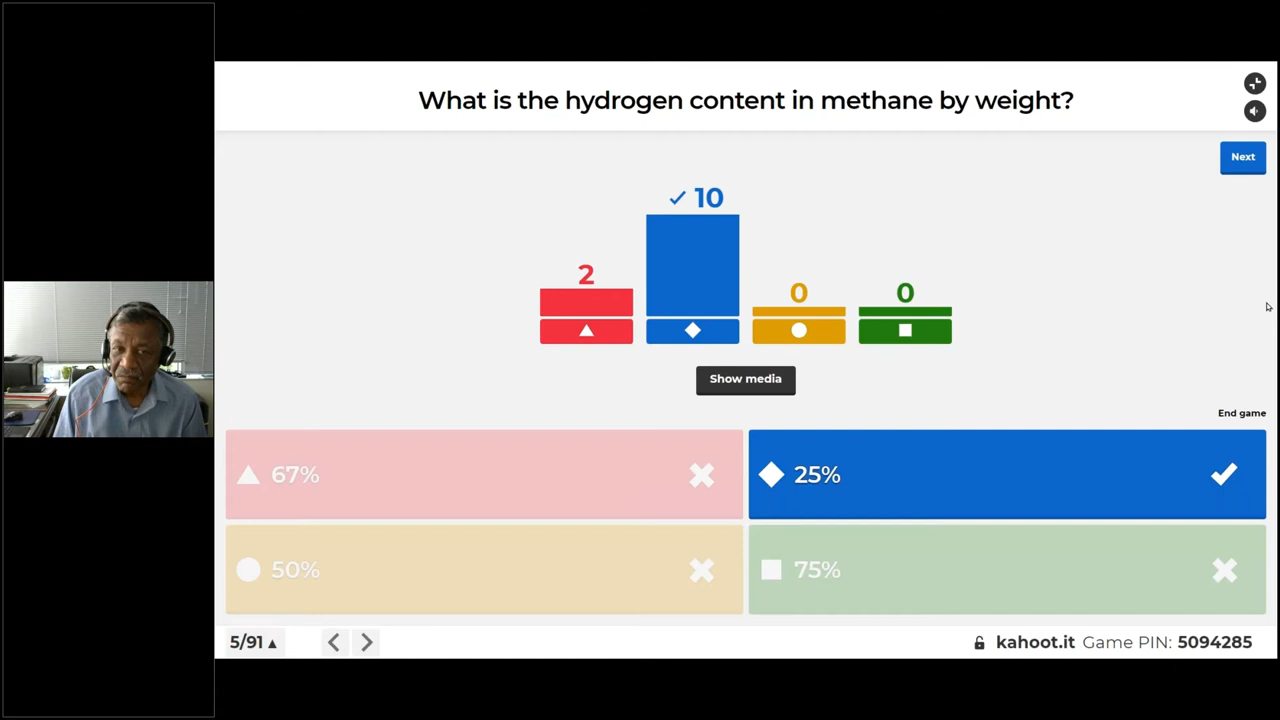 What is the hydrogen content in methane by weight?
Next
10
2
0
0
Show media
End game
67%
25%
50%
75%
5/91
kahoot.it Game PIN: 5094285